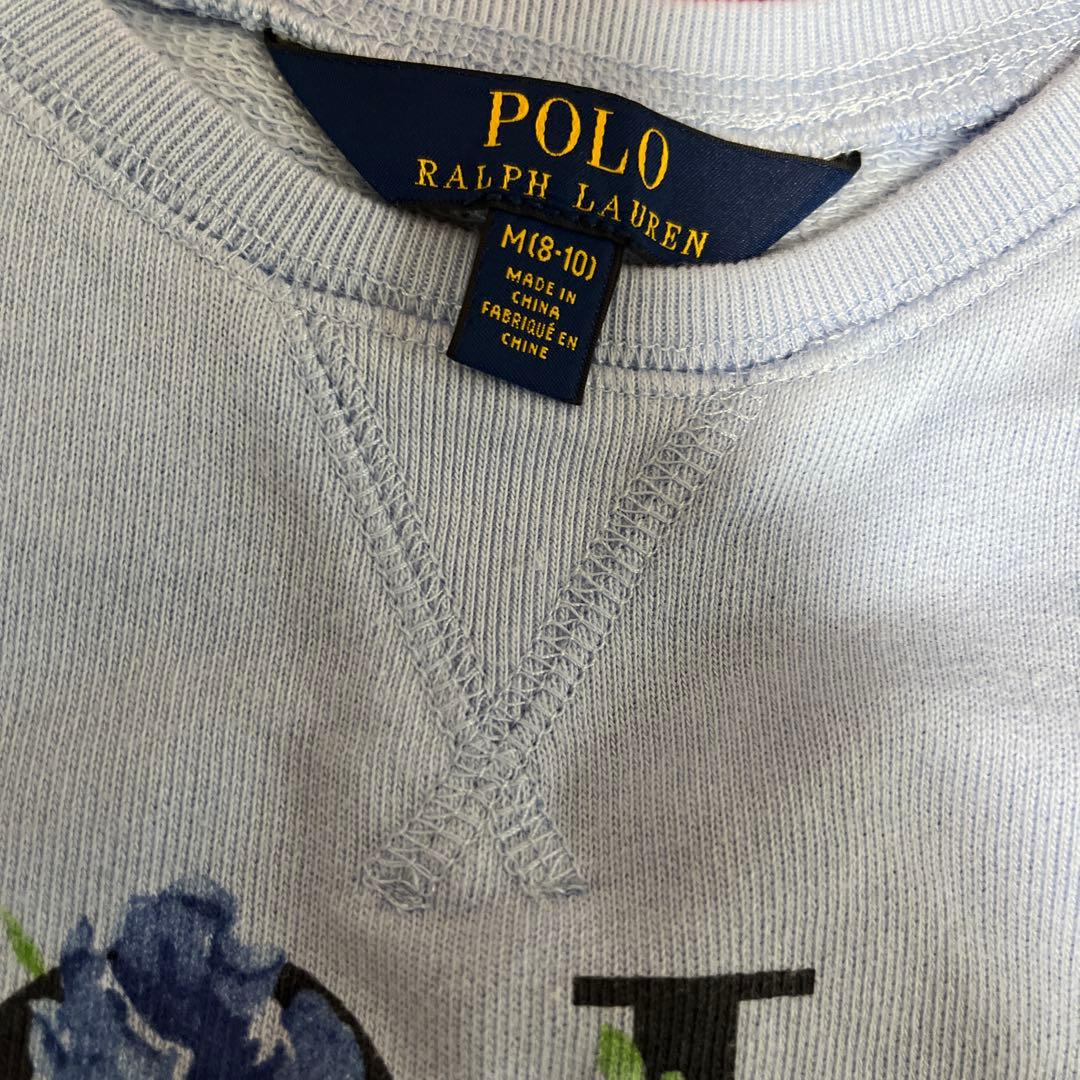 POLO
RALPH LAUREN
M(8-10)
MADE IN
CHINA
FABRIQUÉ EN
CHINE